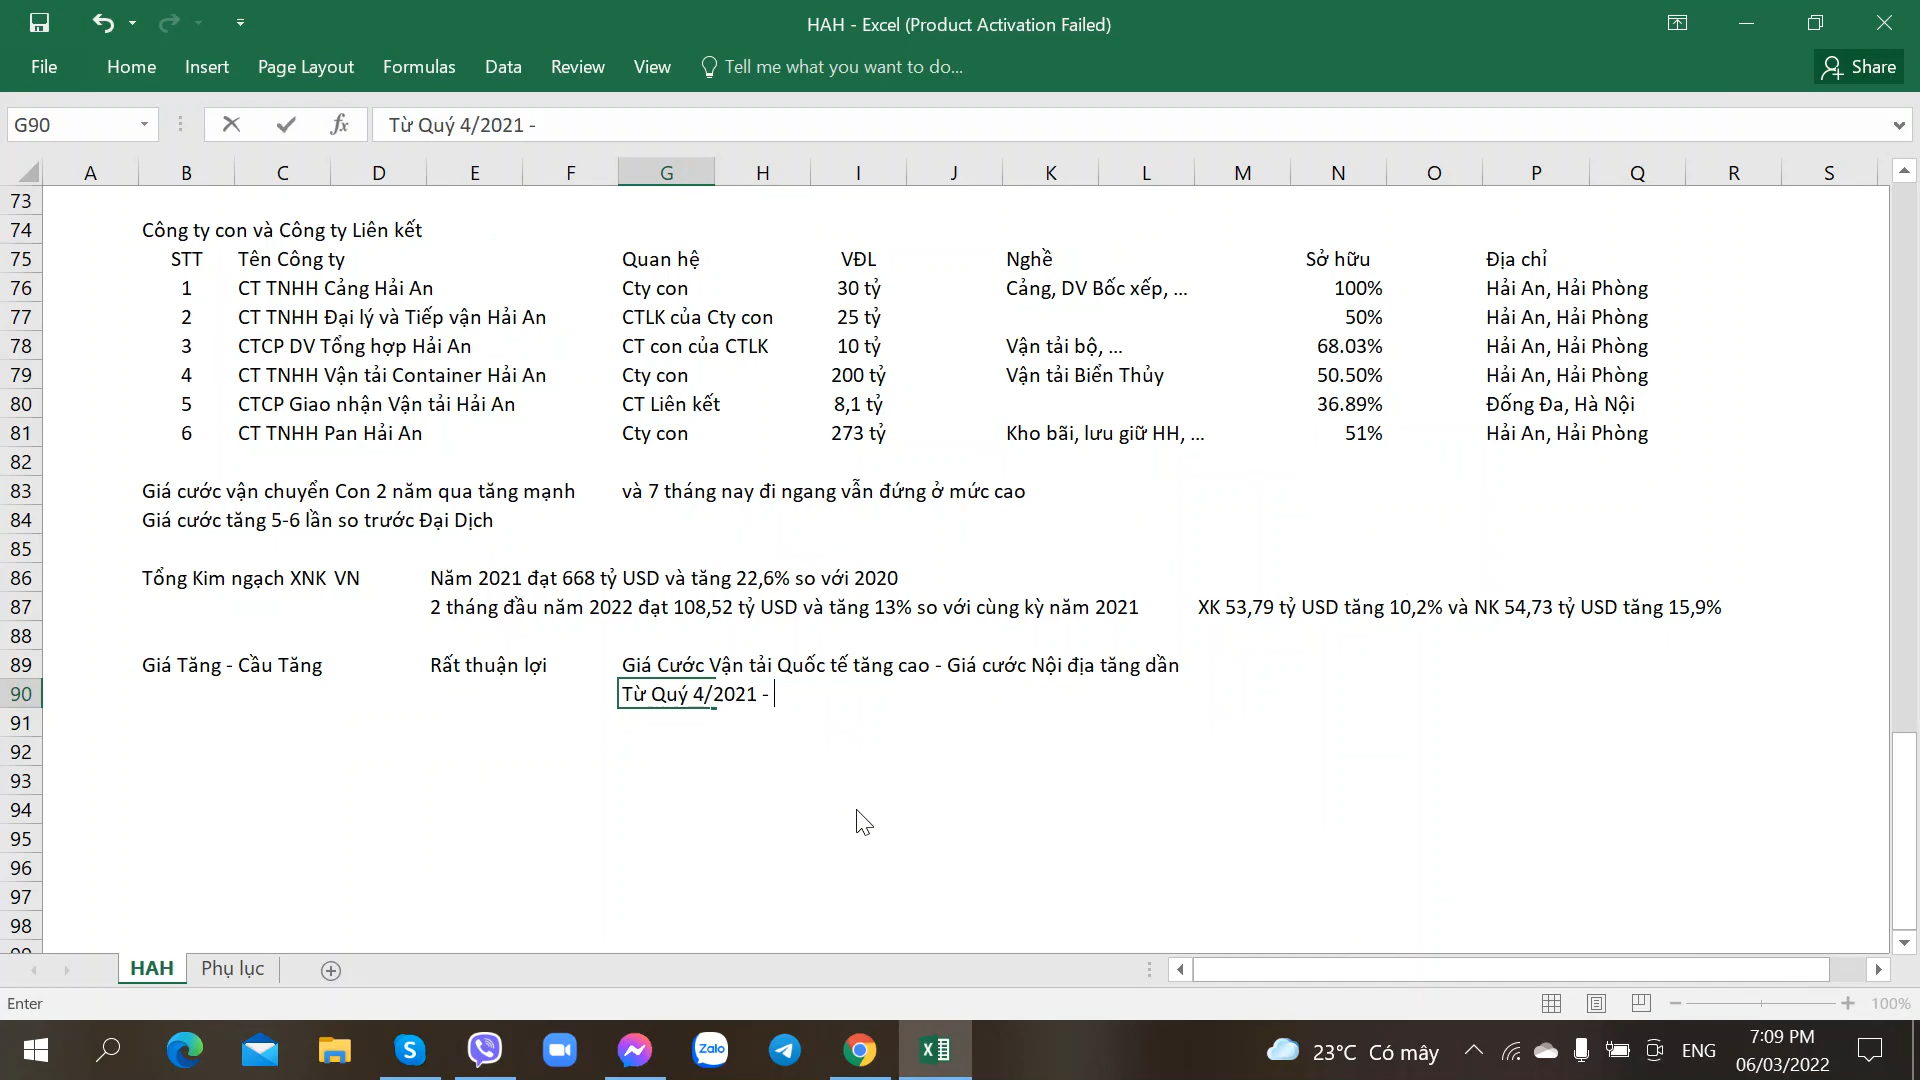 HAH - Excel (Product Activation Failed)
File Home Insert Page Layout Formulas Data Review View Tell me what you want to do... Share
G90 fx Từ Quý 4/2021 -
A B C D E F G H I J K L M N O P Q R S
73
74 Công ty con và Công ty Liên kết
75 STT Tên Công ty Quan hệ VĐL Nghề Sở hữu Địa chỉ
76 1 CT TNHH Cảng Hải An Cty con 30 tỷ Cảng, DV Bốc xếp, ... 100% Hải An, Hải Phòng
77 2 CT TNHH Đại lý và Tiếp vận Hải An CTLK của Cty con 25 tỷ 50% Hải An, Hải Phòng
78 3 CTCP DV Tổng hợp Hải An CT con của CTLK 10 tỷ Vận tải bộ, ... 68.03% Hải An, Hải Phòng
79 4 CT TNHH Vận tải Container Hải An Cty con 200 tỷ Vận tải Biển Thủy 50.50% Hải An, Hải Phòng
80 5 CTCP Giao nhận Vận tải Hải An CT Liên kết 8,1 tỷ 36.89% Đống Đa, Hà Nội
81 6 CT TNHH Pan Hải An Cty con 273 tỷ Kho bãi, lưu giữ HH, ... 51% Hải An, Hải Phòng
82
83 Giá cước vận chuyển Con 2 năm qua tăng mạnh và 7 tháng nay đi ngang vẫn đứng ở mức cao
84 Giá cước tăng 5-6 lần so trước Đại Dịch
85
86 Tổng Kim ngạch XNK VN Năm 2021 đạt 668 tỷ USD và tăng 22,6% so với 2020
87 2 tháng đầu năm 2022 đạt 108,52 tỷ USD và tăng 13% so với cùng kỳ năm 2021 XK 53,79 tỷ USD tăng 10,2% và NK 54,73 tỷ USD tăng 15,9%
88
89 Giá Tăng - Cầu Tăng Rất thuận lợi Giá Cước Vận tải Quốc tế tăng cao - Giá cước Nội địa tăng dần
90 Từ Quý 4/2021 -
91
92
93
94
95
96
97
98
HAH Phụ lục
Enter 100%
S Zalo 23°C Có mây ENG 7:09 PM
06/03/2022